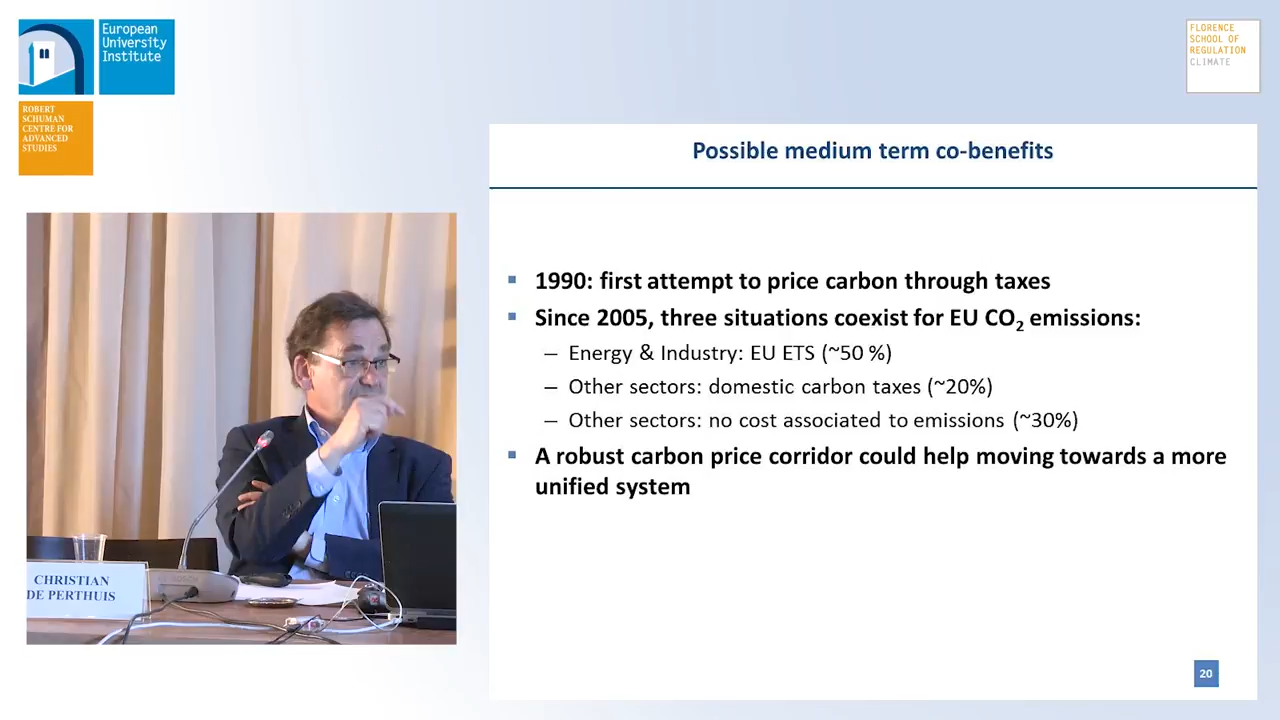 European
University
Institute
ROBERT
SCHUMAN
CENTRE FOR
ADVANCED
STUDIES
FLORENCE
SCHOOL OF
REGULATION
CLIMATE
Possible medium term co-benefits
▪ 1990: first attempt to price carbon through taxes
▪ Since 2005, three situations coexist for EU CO₂ emissions:
– Energy & Industry: EU ETS (~50 %)
– Other sectors: domestic carbon taxes (~20%)
– Other sectors: no cost associated to emissions (~30%)
▪ A robust carbon price corridor could help moving towards a more
unified system
CHRISTIAN
DE PERTHUIS
BOSCH
20